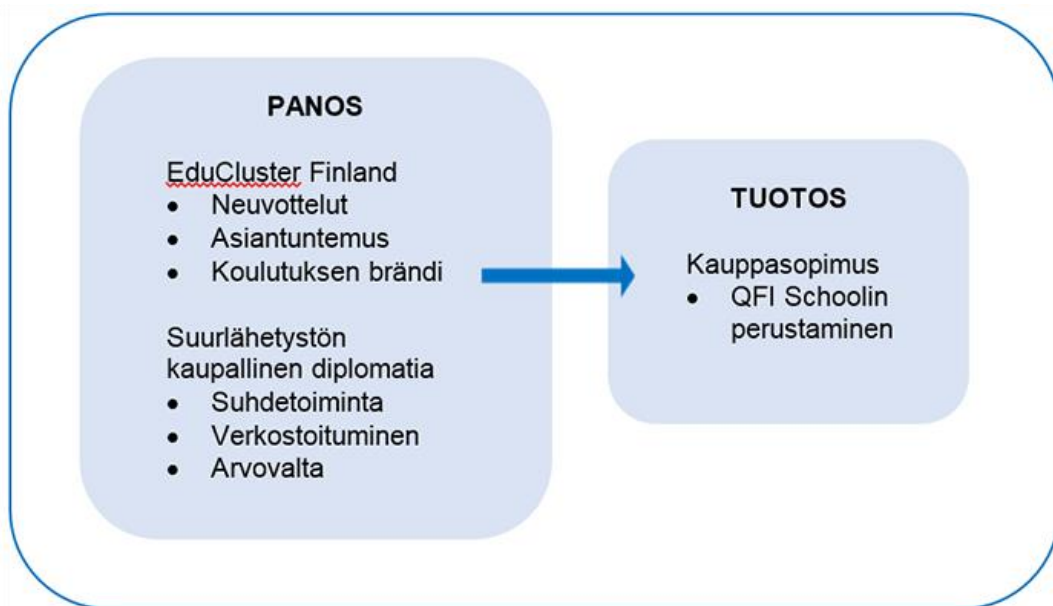 PANOS
EduCluster Finland
• Neuvottelut
• Asiantuntemus
• Koulutuksen brändi
Suurlähetystön
kaupallinen diplomatia
• Suhdetoiminta
• Verkostoituminen
• Arvovalta
TUOTOS
Kauppasopimus
• QFI Schoolin
perustaminen